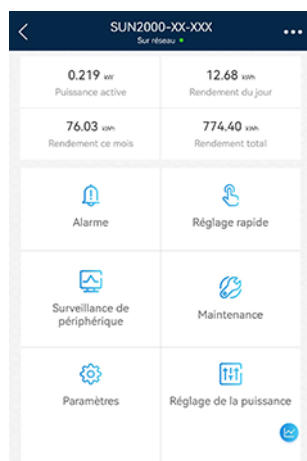 SUN2000-XX-XXX
Sur réseau
0.219 kW
Puissance active
12.68 kWh
Rendement du jour
76.03 kWh
Rendement ce mois
774.40 kWh
Rendement total
Alarme
Réglage rapide
Surveillance de
périphérique
Maintenance
Paramètres
Réglage de la puissance